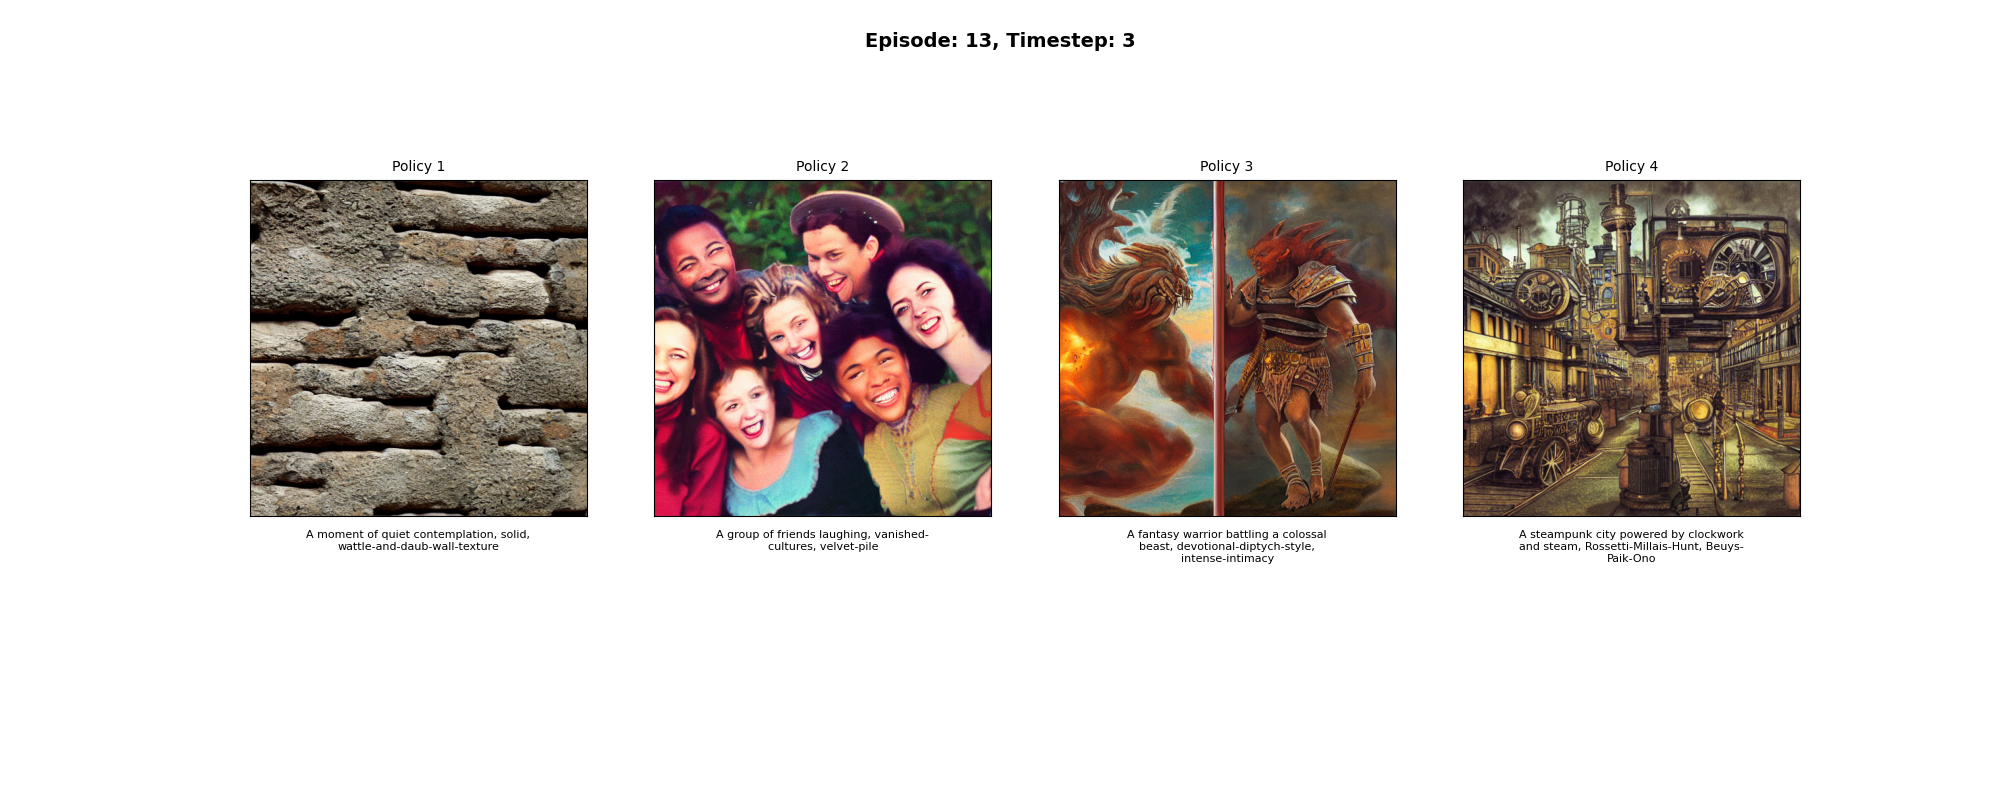 Episode: 13, Timestep: 3
Policy 1
Policy 2
Policy 3
Policy 4
A moment of quiet contemplation, solid,
wattle-and-daub-wall-texture
A group of friends laughing, vanished-
cultures, velvet-pile
A fantasy warrior battling a colossal
beast, devotional-diptych-style,
intense-intimacy
A steampunk city powered by clockwork
and steam, Rossetti-Millais-Hunt, Beuys-
Paik-Ono